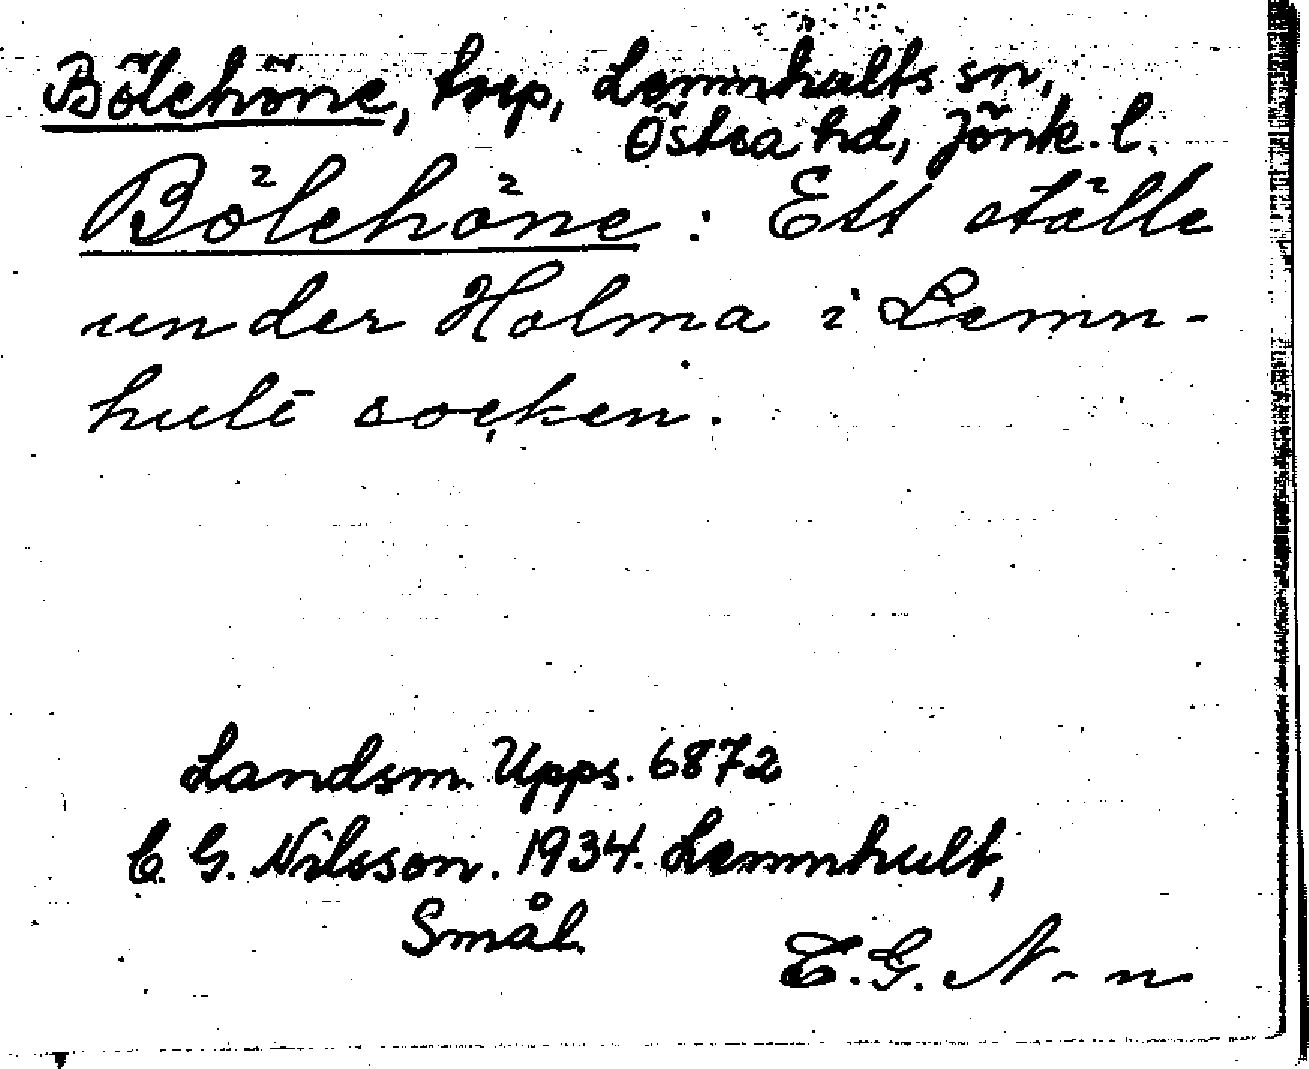 Bölehöne, torp, Lemnhults sn,
Östra hd, Jönk. l.
Bölehöne: Ett ställe
under Holma i Lemn-
hult socken.
Landsm. Upps. 6872
C. G. Nilsson. 1934. Lemnhult,
Smål.
C. G. N-n